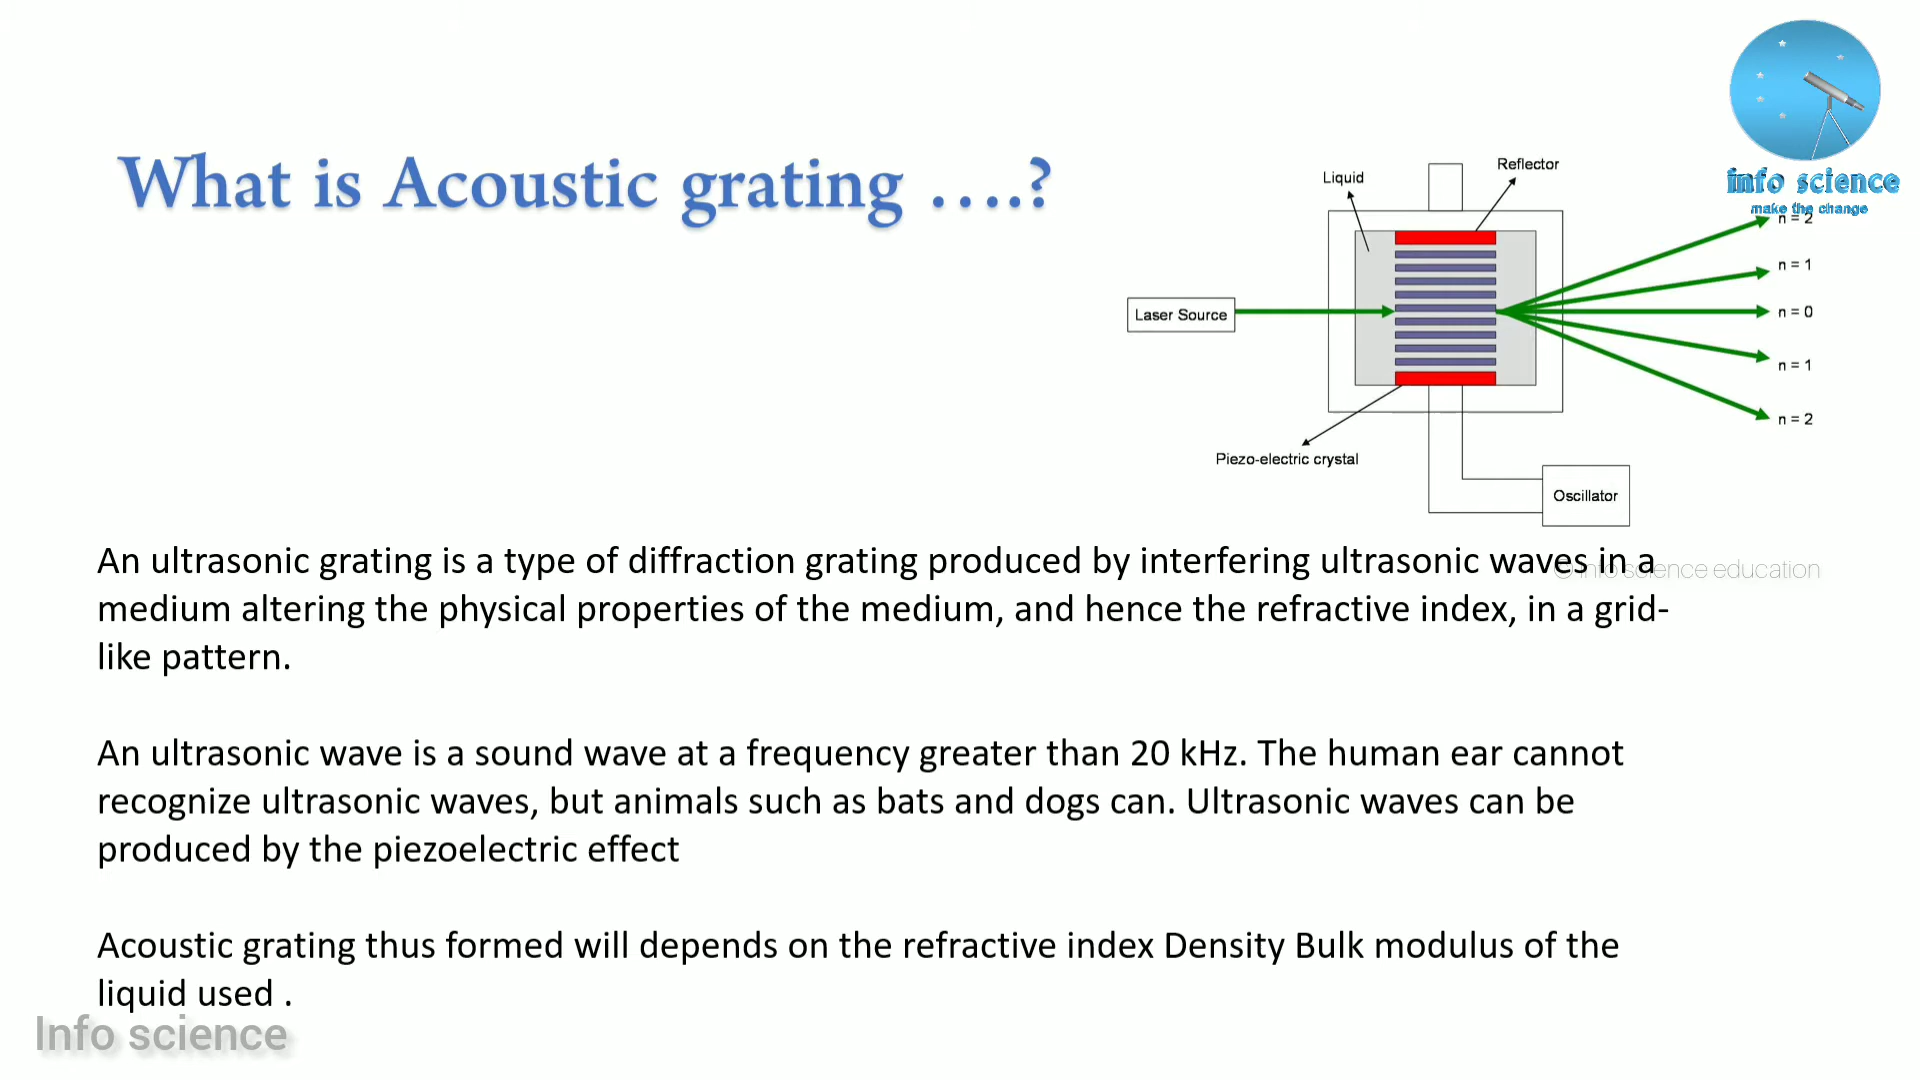 What is Acoustic grating ....?
info science
make the change
Liquid
Reflector
Laser Source
n = 2
n = 1
n = 0
n = 1
n = 2
Piezo-electric crystal
Oscillator
An ultrasonic grating is a type of diffraction grating produced by interfering ultrasonic waves in a
© info science education
medium altering the physical properties of the medium, and hence the refractive index, in a grid-
like pattern.
An ultrasonic wave is a sound wave at a frequency greater than 20 kHz. The human ear cannot
recognize ultrasonic waves, but animals such as bats and dogs can. Ultrasonic waves can be
produced by the piezoelectric effect
Acoustic grating thus formed will depends on the refractive index Density Bulk modulus of the
liquid used .
Info science